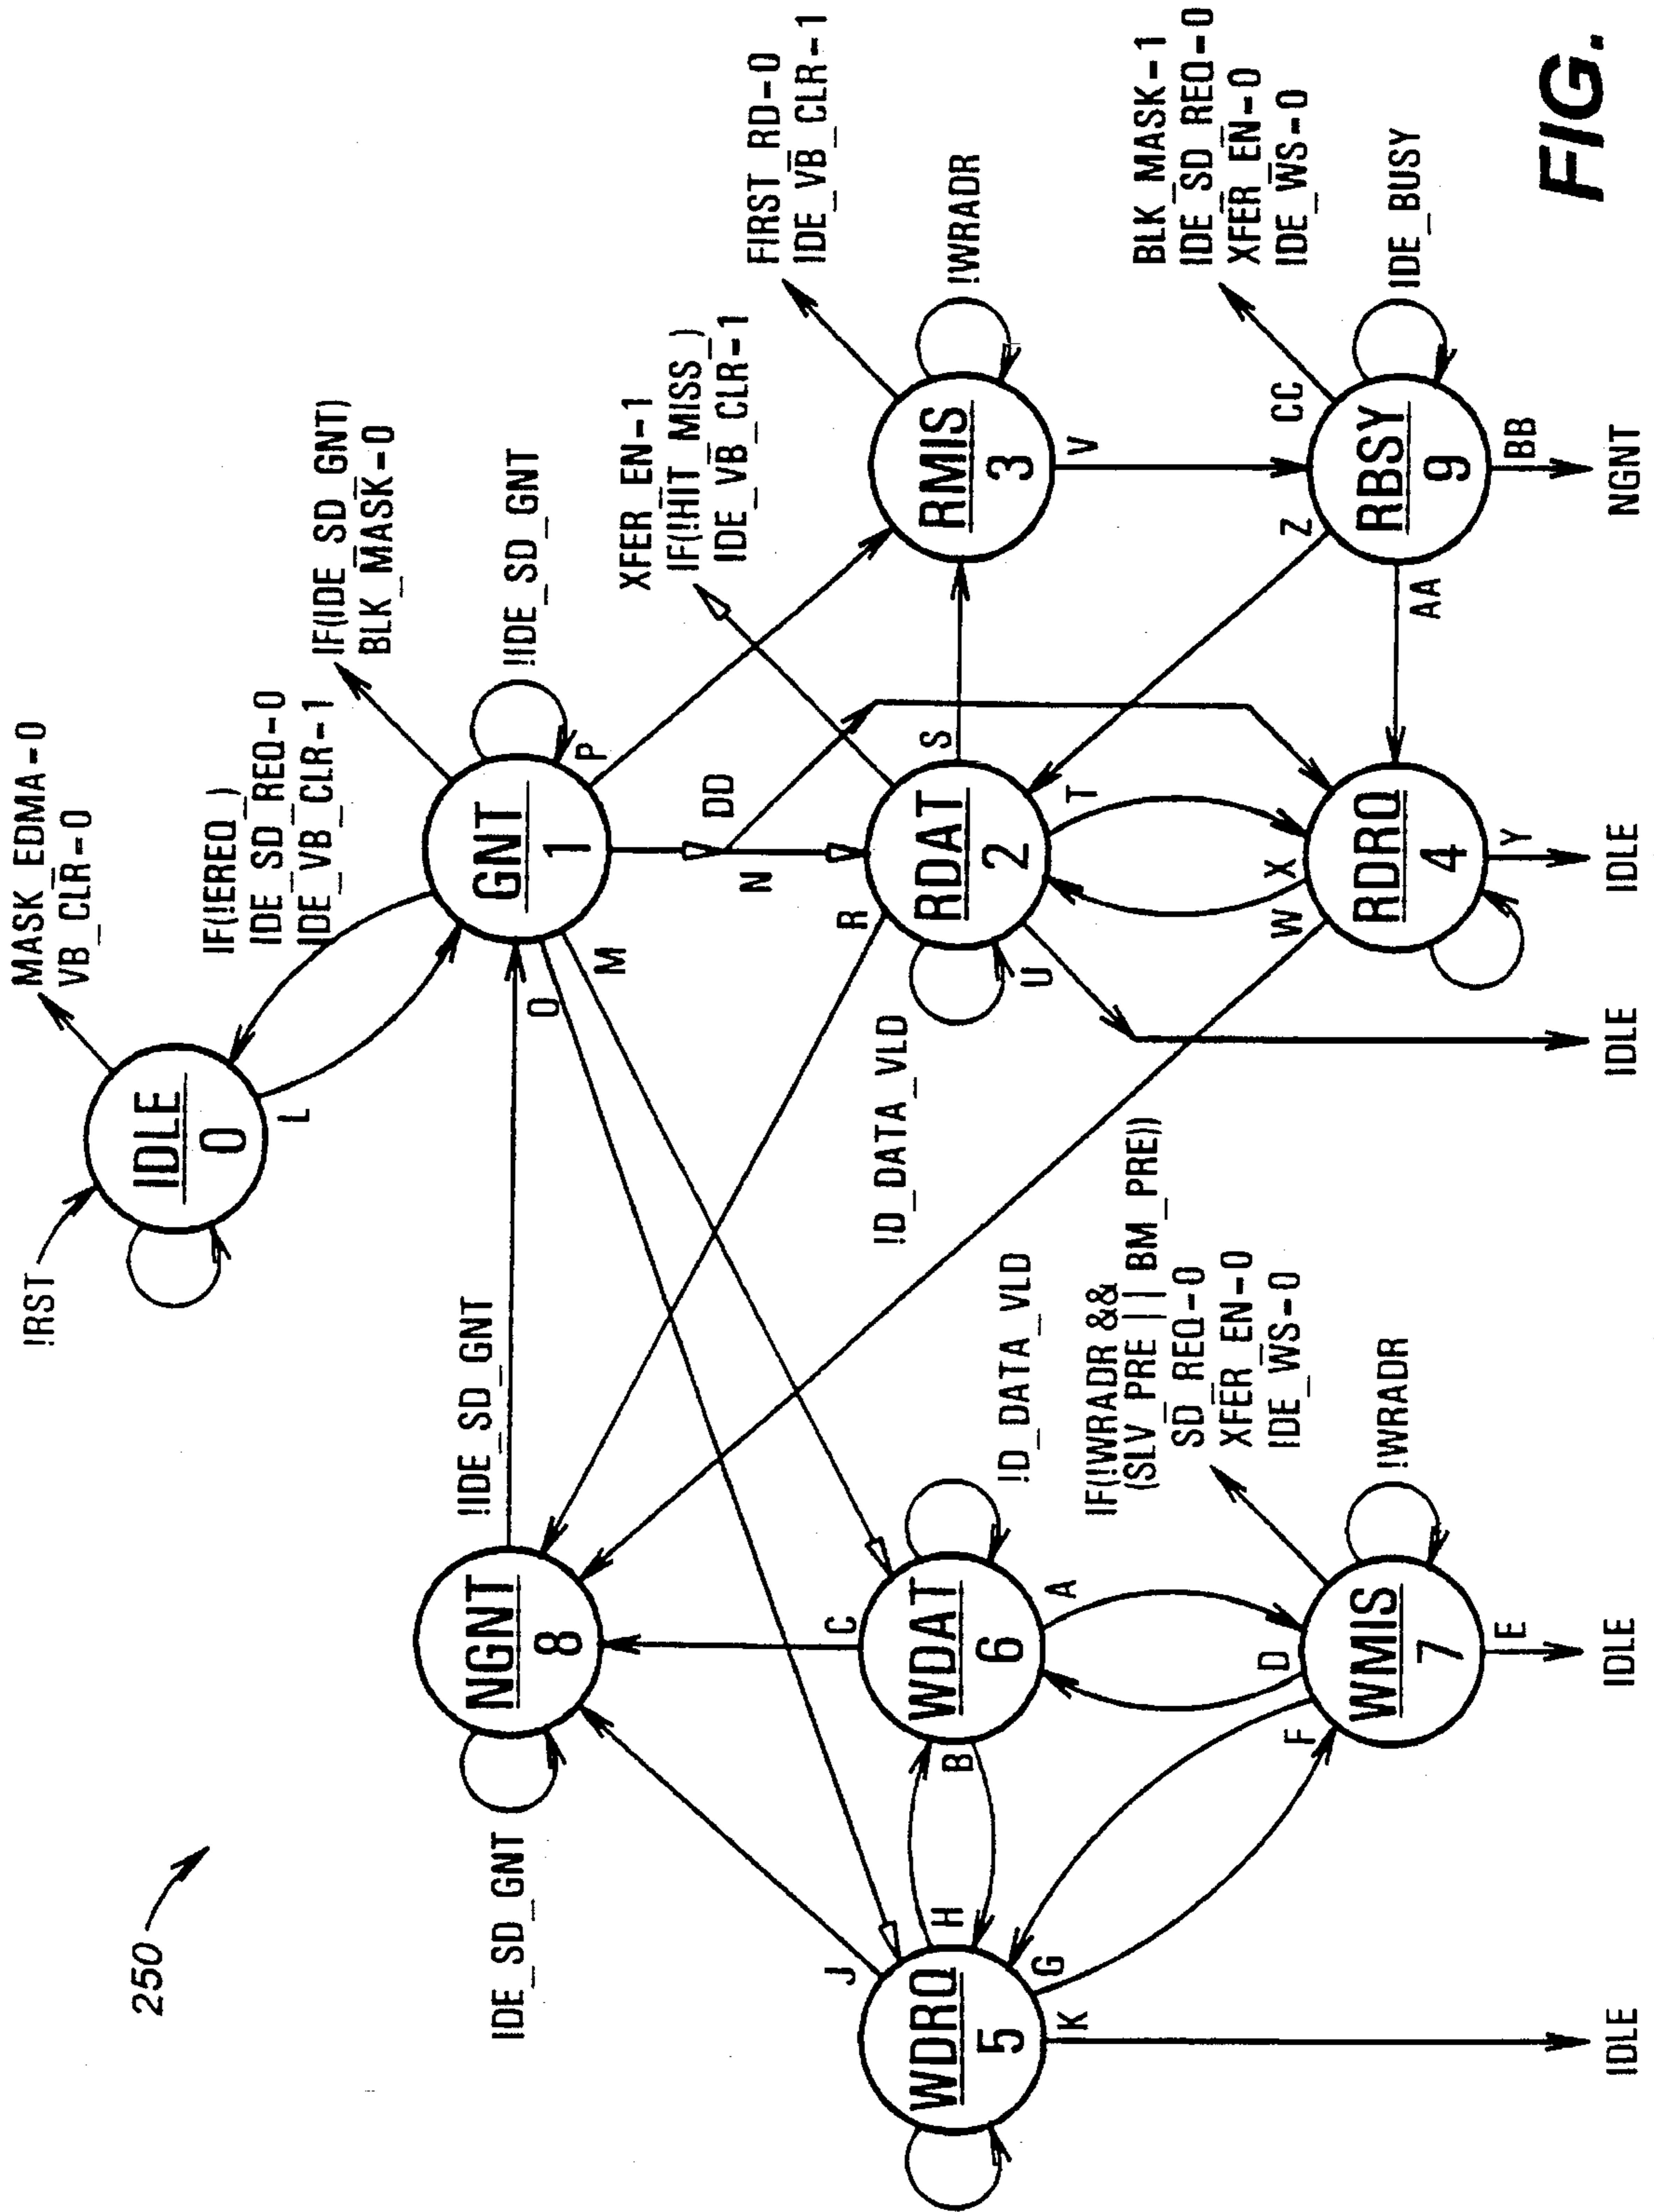 250
!RST
IDLE
0
MASK_EDMA=0
VB_CLR=0
L
IF(!EREQ_)
IDE_SD_REQ=0
IDE_VB_CLR=1
IF(IDE_SD_GNT)
BLK_MASK=0
NGNT
8
IDE_SD_GNT
!IDE_SD_GNT
GNT
1
!IDE_SD_GNT
O
M
P
N
DD
XFER_EN=1
IF(!HIT_MISS_)
IDE_VB_CLR=1
FIRST_RD=0
IDE_VB_CLR=1
WDRQ
5
J
H
G
K
WDAT
6
C
B
A
!D_DATA_VLD
RDAT
2
R
S
T
U
!D_DATA_VLD
RMIS
3
!WRADR
V
IF(!WRADR &&
(SLV_PRE || BM_PRE))
SD_REQ=0
XFER_EN=0
IDE_WS=0
WMIS
7
D
F
E
!WRADR
RDRQ
4
W
X
Y
RBSY
9
Z
AA
BB
CC
BLK_MASK=1
IDE_SD_REQ=0
XFER_EN=0
IDE_WS=0
IDE_BUSY
IDLE
IDLE
IDLE
IDLE
NGNT
FIG.